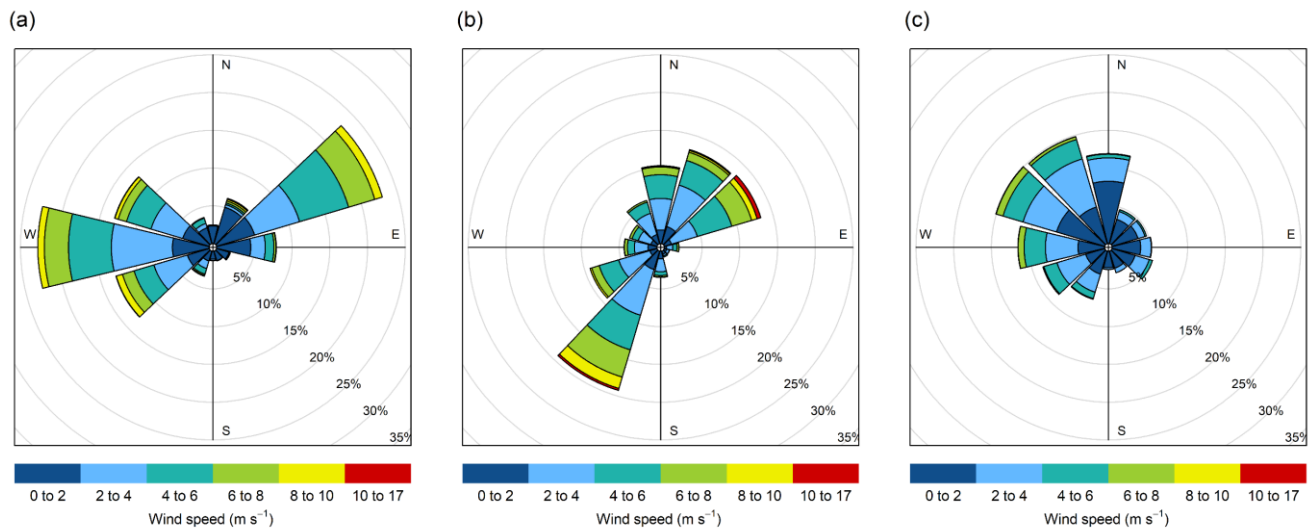 (a)
N
W
E
S
5%
10%
15%
20%
25%
30%
35%
0 to 2 2 to 4 4 to 6 6 to 8 8 to 10 10 to 17
Wind speed (m s⁻¹)
(b)
N
W
E
S
5%
10%
15%
20%
25%
30%
35%
0 to 2 2 to 4 4 to 6 6 to 8 8 to 10 10 to 17
Wind speed (m s⁻¹)
(c)
N
W
E
S
5%
10%
15%
20%
25%
30%
35%
0 to 2 2 to 4 4 to 6 6 to 8 8 to 10 10 to 17
Wind speed (m s⁻¹)